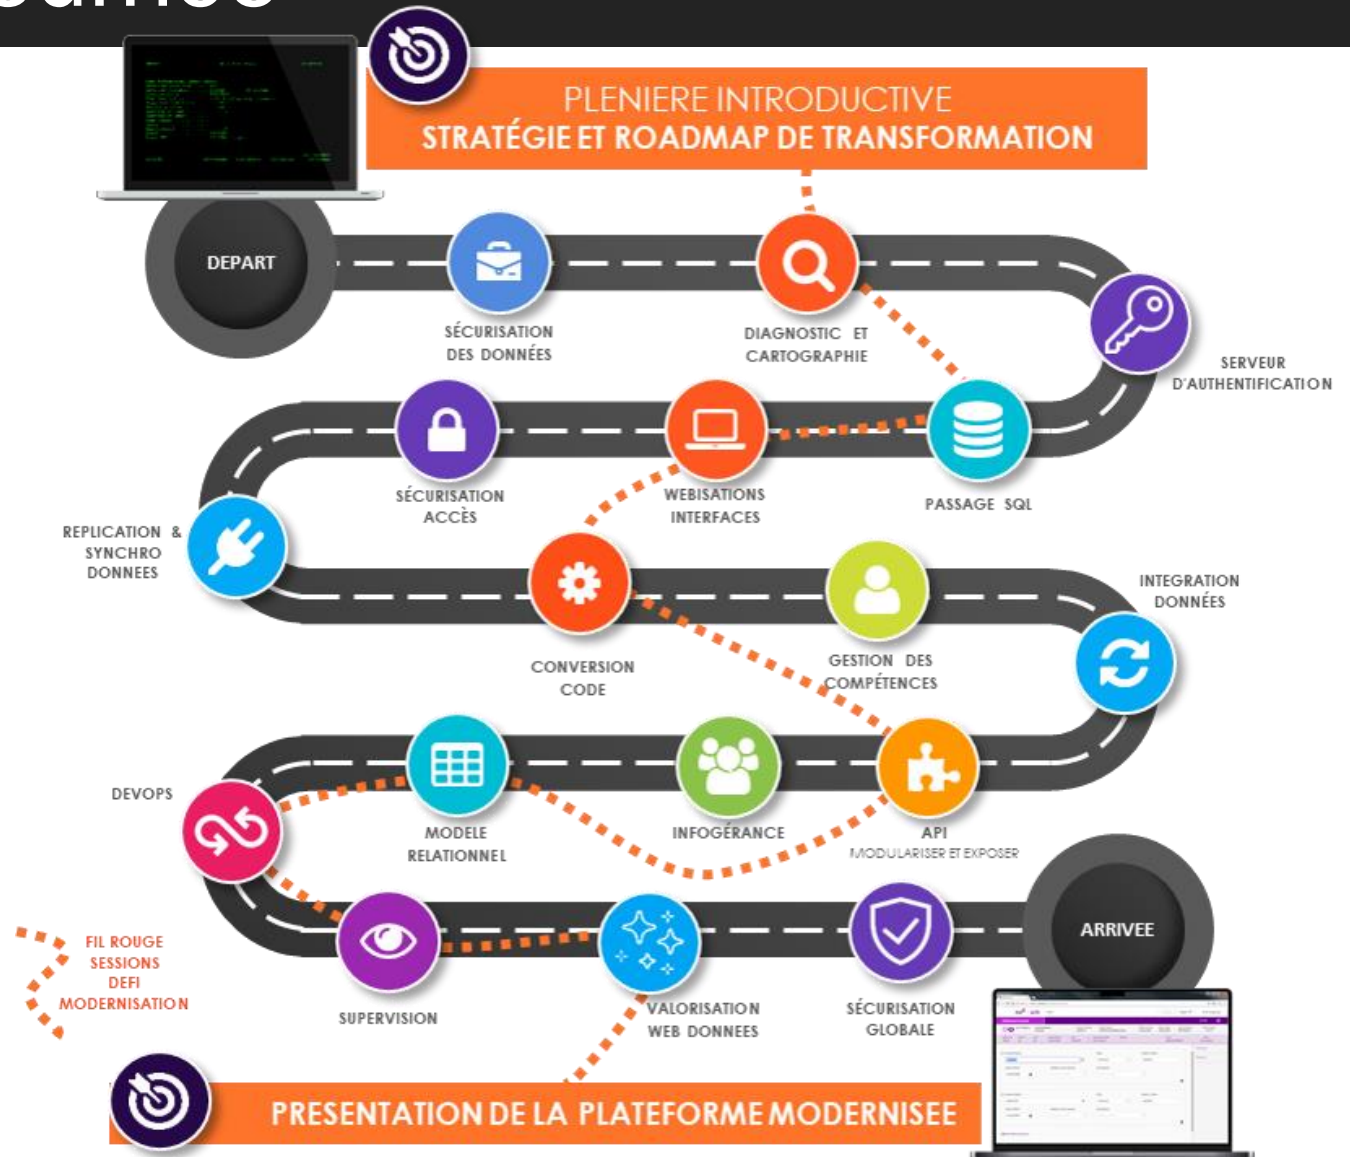 PLENIERE INTRODUCTIVE
STRATÉGIE ET ROADMAP DE TRANSFORMATION
DEPART
SÉCURISATION
DES DONNÉES
DIAGNOSTIC ET
CARTOGRAPHIE
SERVEUR
D'AUTHENTIFICATION
SÉCURISATION
ACCÈS
WEBISATIONS
INTERFACES
PASSAGE SQL
REPLICATION &
SYNCHRO
DONNEES
CONVERSION
CODE
GESTION DES
COMPÉTENCES
INTEGRATION
DONNÉES
DEVOPS
MODELE
RELATIONNEL
INFOGÉRANCE
API
MODULARISER ET EXPOSER
ARRIVEE
FIL ROUGE
SESSIONS
DEFI
MODERNISATION
SUPERVISION
VALORISATION
WEB DONNEES
SÉCURISATION
GLOBALE
PRESENTATION DE LA PLATEFORME MODERNISEE